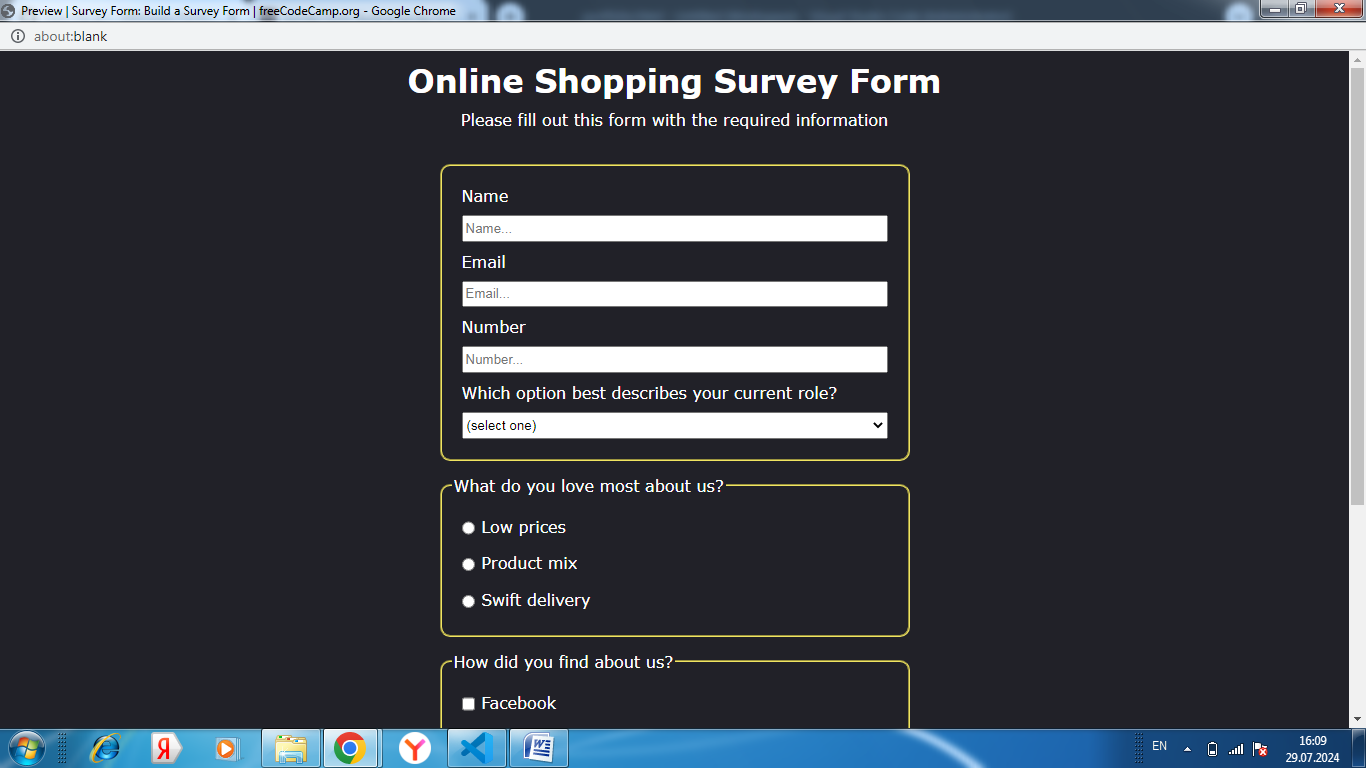 Preview | Survey Form: Build a Survey Form | freeCodeCamp.org - Google Chrome
about:blank
Online Shopping Survey Form
Please fill out this form with the required information
Name
Name...
Email
Email...
Number
Number...
Which option best describes your current role?
(select one)
What do you love most about us?
Low prices
Product mix
Swift delivery
How did you find about us?
Facebook
EN
16:09
29.07.2024